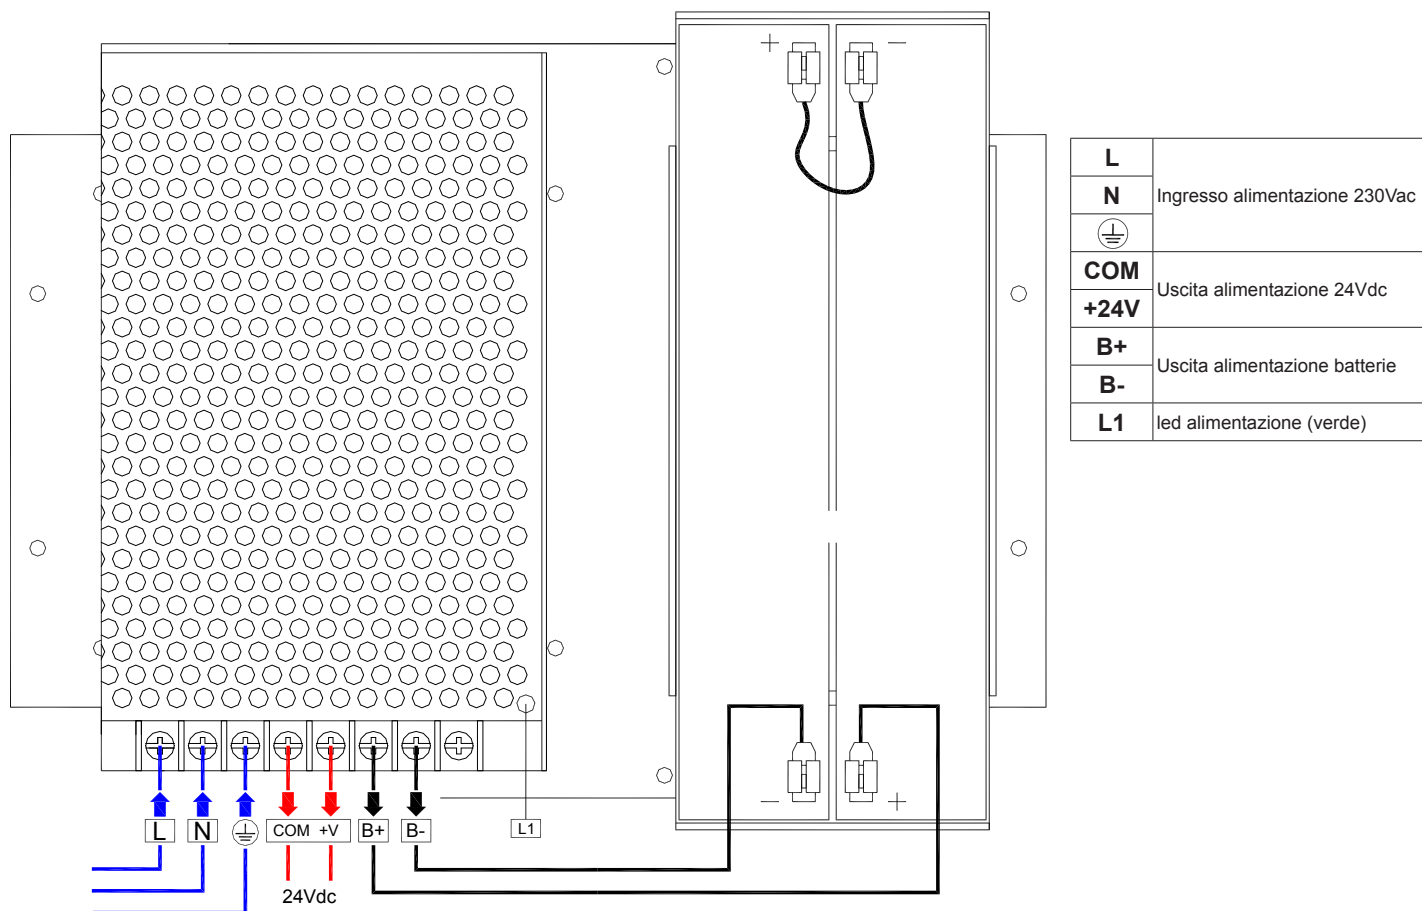 + −
L
N
Ingresso alimentazione 230Vac
COM
+24V
Uscita alimentazione 24Vdc
B+
B-
Uscita alimentazione batterie
L1 led alimentazione (verde)
− +
L N COM +V B+ B- L1
24Vdc